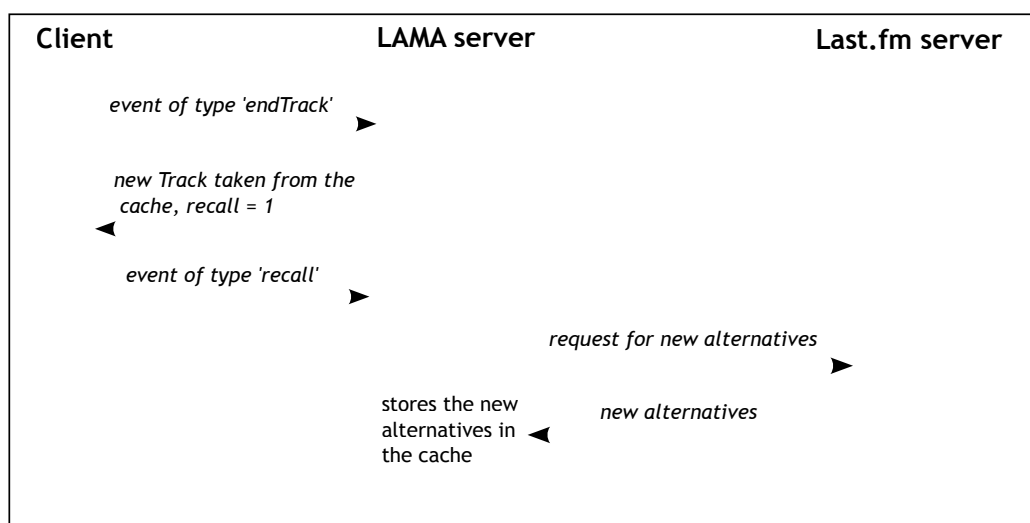 Client
LAMA server
Last.fm server
event of type 'endTrack'
new Track taken from the
cache, recall = 1
event of type 'recall'
request for new alternatives
stores the new
alternatives in
the cache
new alternatives